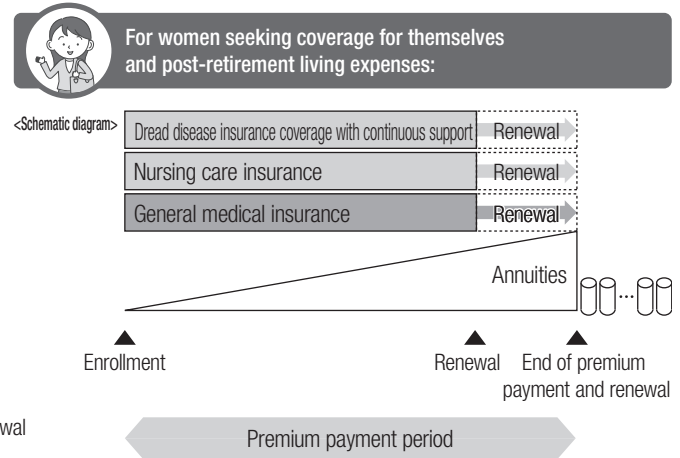 For women seeking coverage for themselves
and post-retirement living expenses:
<Schematic diagram>
Dread disease insurance coverage with continuous support
Renewal
Nursing care insurance
Renewal
General medical insurance
Renewal
Annuities
...
Enrollment
Renewal
End of premium
payment and renewal
wal
Premium payment period